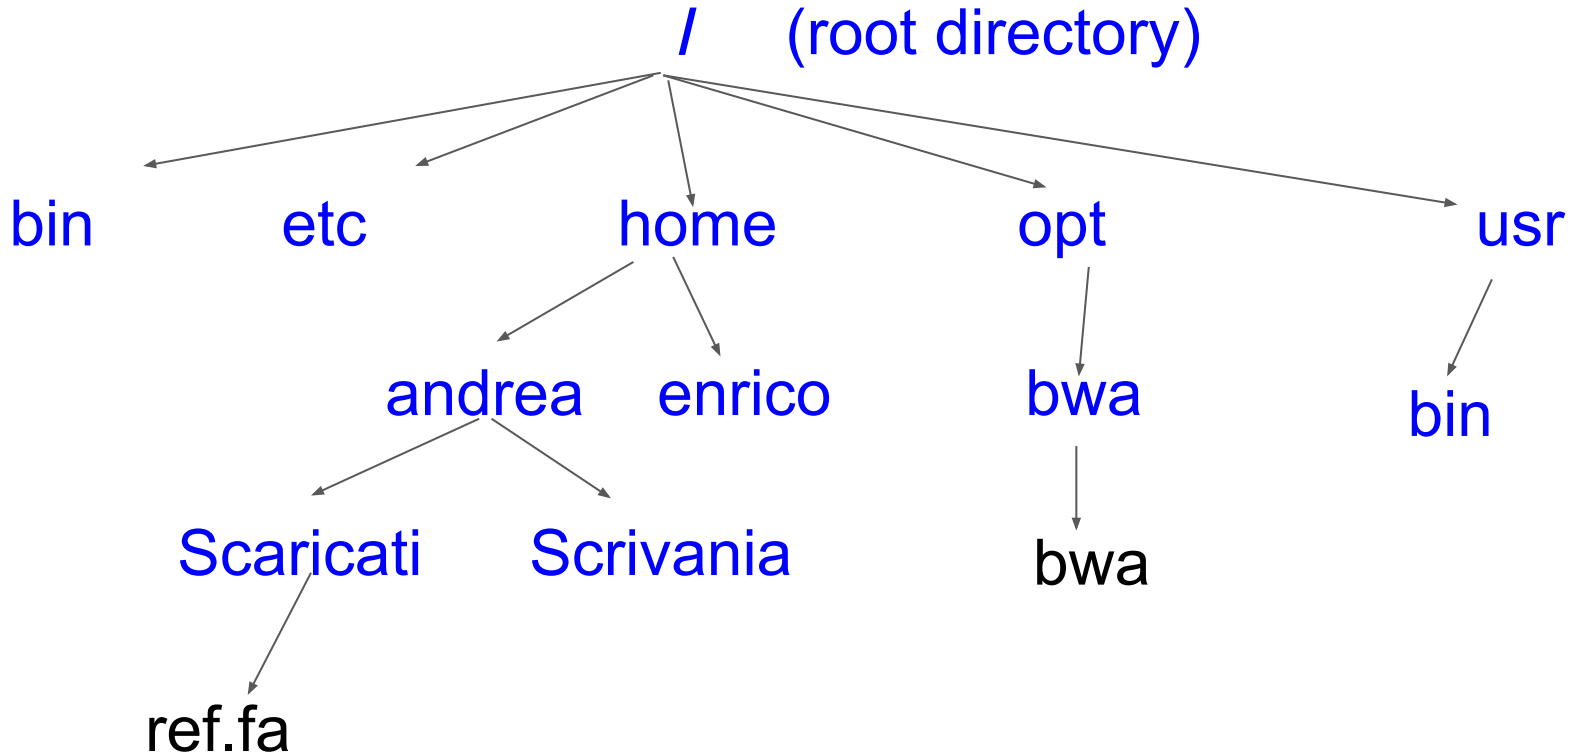 / (root directory)
bin etc home opt usr
andrea enrico bwa bin
Scaricati Scrivania bwa
ref.fa